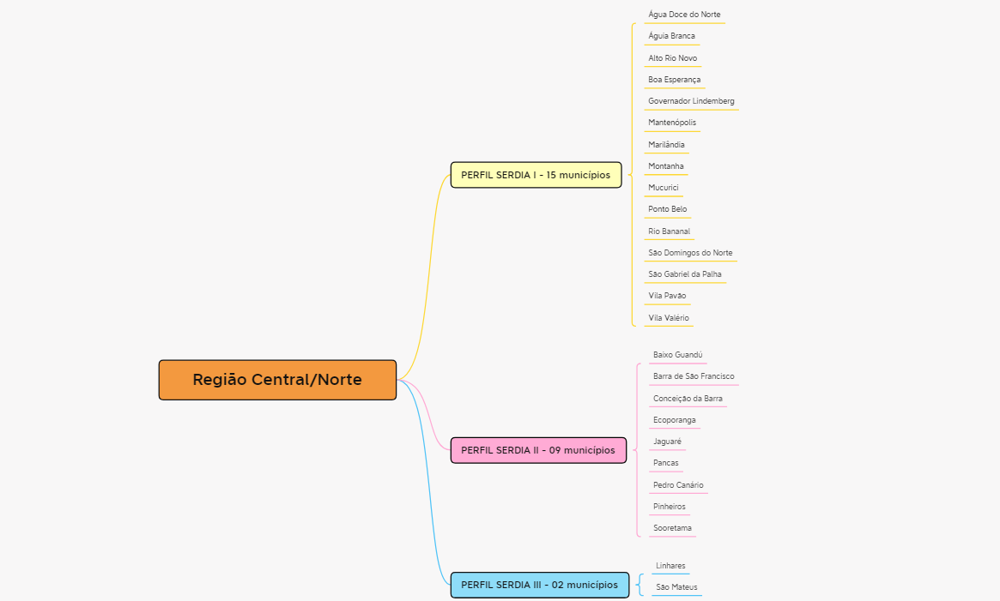 Região Central/Norte
PERFIL SERDIA I - 15 municípios
Água Doce do Norte
Águia Branca
Alto Rio Novo
Boa Esperança
Governador Lindemberg
Mantenópolis
Marilândia
Montanha
Mucurici
Ponto Belo
Rio Bananal
São Domingos do Norte
São Gabriel da Palha
Vila Pavão
Vila Valério
PERFIL SERDIA II - 09 municípios
Baixo Guandú
Barra de São Francisco
Conceição da Barra
Ecoporanga
Jaguaré
Pancas
Pedro Canário
Pinheiros
Sooretama
PERFIL SERDIA III - 02 municípios
Linhares
São Mateus